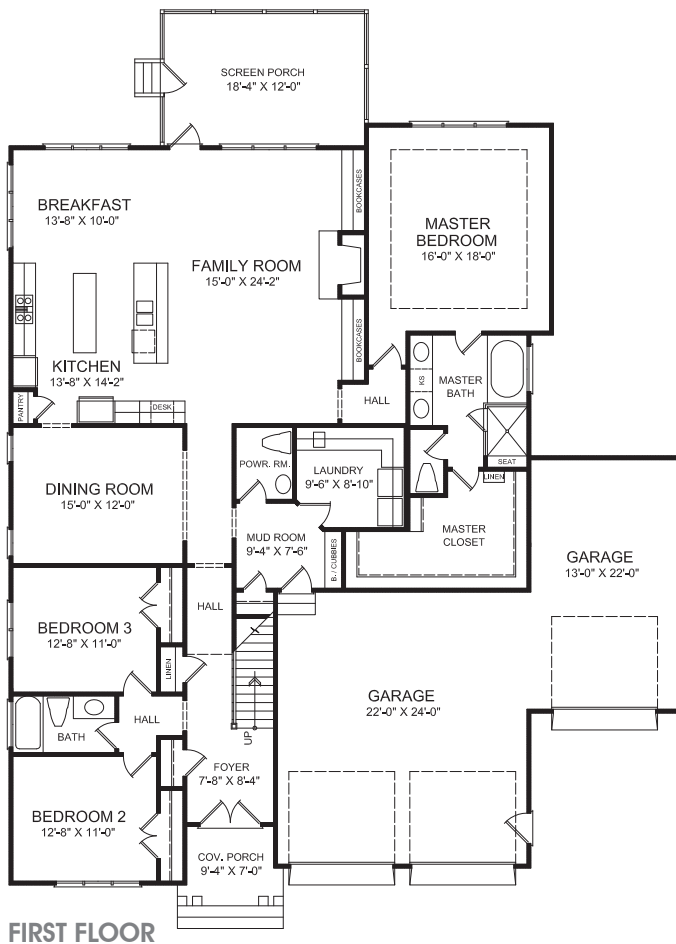 SCREEN PORCH
18'-4" X 12'-0"
BREAKFAST
13'-8" X 10'-0"
BOOKCASES
MASTER
BEDROOM
16'-0" X 18'-0"
FAMILY ROOM
15'-0" X 24'-2"
BOOKCASES
KITCHEN
13'-8" X 14'-2"
KS
MASTER
BATH
HALL
PANTRY
DESK
POWR. RM.
LAUNDRY
9'-6" X 8'-10"
SEAT
LINEN
DINING ROOM
15'-0" X 12'-0"
MUD ROOM
9'-4" X 7'-6"
B./ CUBBIES
MASTER
CLOSET
GARAGE
13'-0" X 22'-0"
HALL
BEDROOM 3
12'-8" X 11'-0"
LINEN
GARAGE
22'-0" X 24'-0"
HALL
BATH
UP
FOYER
7'-8" X 8'-4"
BEDROOM 2
12'-8" X 11'-0"
COV. PORCH
9'-4" X 7'-0"
FIRST FLOOR